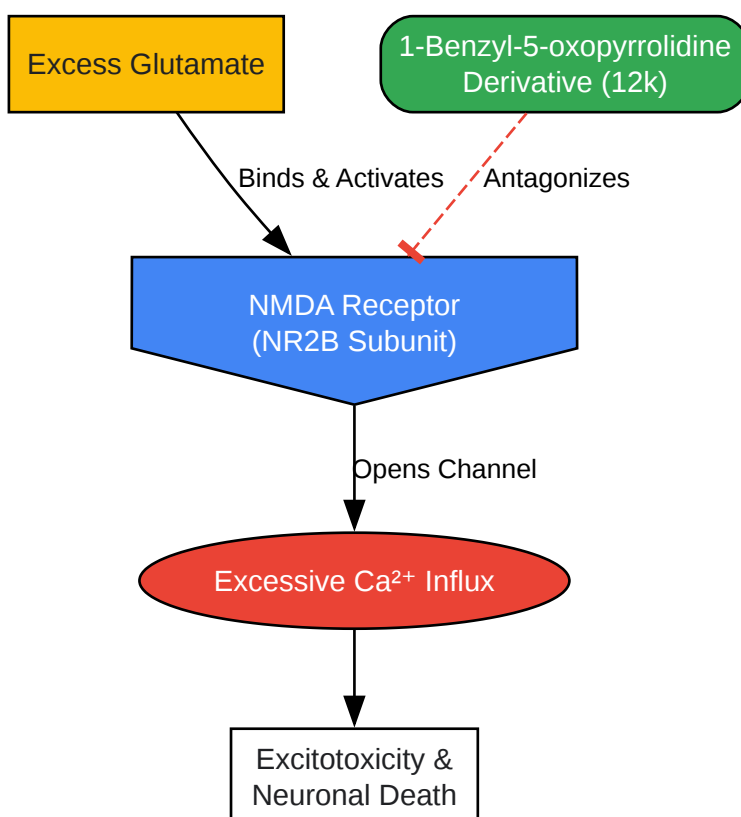 Excess Glutamate
1-Benzyl-5-oxopyrrolidine
Derivative (12k)
Binds & Activates
Antagonizes
NMDA Receptor
(NR2B Subunit)
Opens Channel
Excessive Ca²⁺ Influx
Excitotoxicity &
Neuronal Death